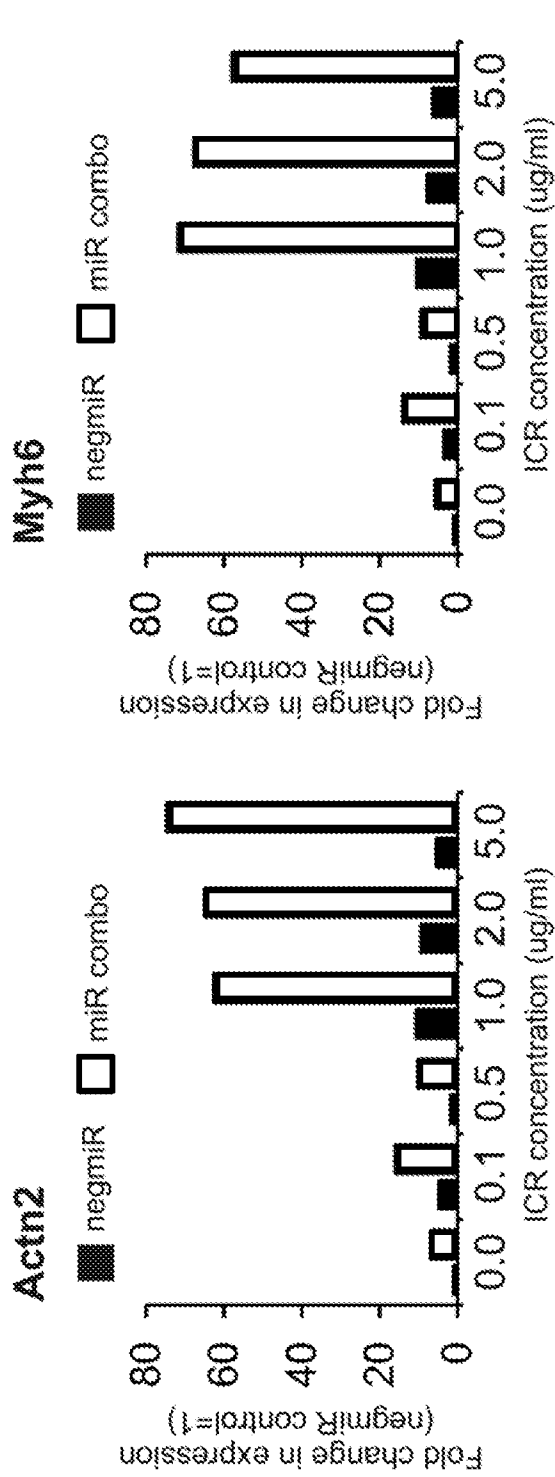 Actn2
negmiR
miR combo
Fold change in expression
(negmiR control=1)
80
60
40
20
0
0.0 0.1 0.5 1.0 2.0 5.0
ICR concentration (ug/ml)
Myh6
negmiR
miR combo
Fold change in expression
(negmiR control=1)
80
60
40
20
0
0.0 0.1 0.5 1.0 2.0 5.0
ICR concentration (ug/ml)